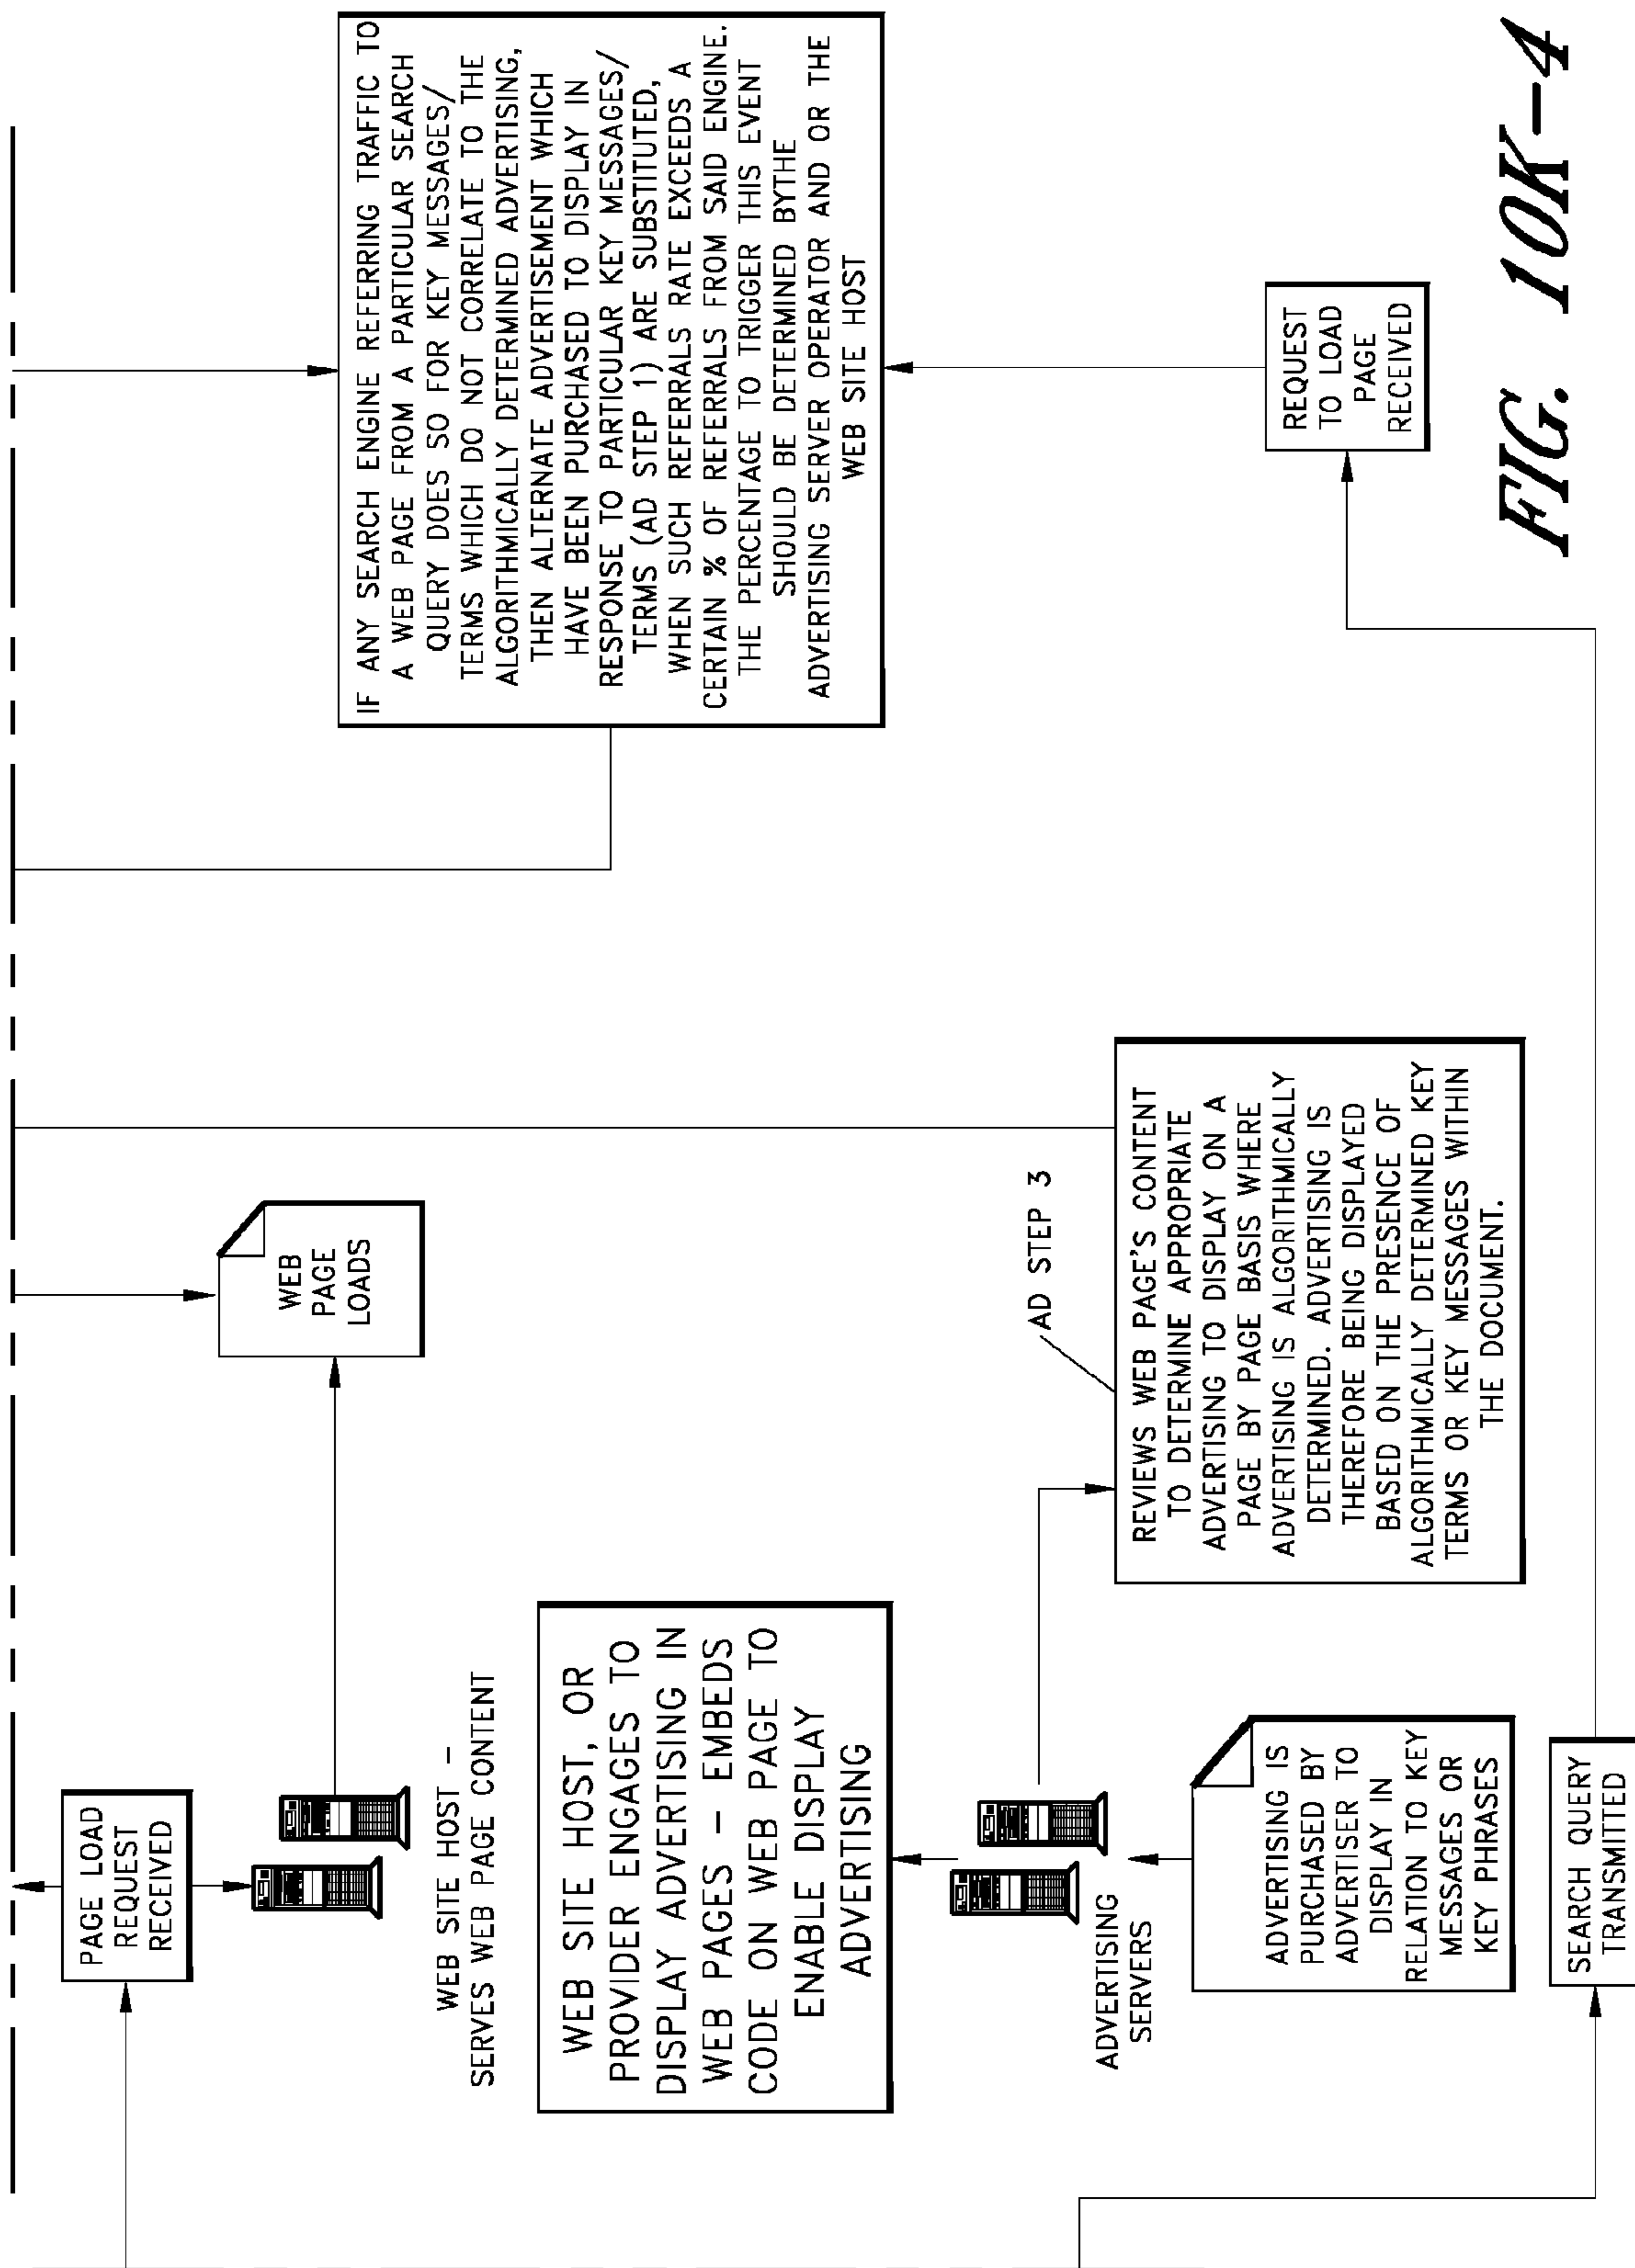 PAGE LOAD
REQUEST
RECEIVED
WEB SITE HOST –
SERVES WEB PAGE CONTENT
WEB
PAGE
LOADS
WEB SITE HOST, OR
PROVIDER ENGAGES TO
DISPLAY ADVERTISING IN
WEB PAGES – EMBEDS
CODE ON WEB PAGE TO
ENABLE DISPLAY
ADVERTISING
ADVERTISING
SERVERS
ADVERTISING IS
PURCHASED BY
ADVERTISER TO
DISPLAY IN
RELATION TO KEY
MESSAGES OR
KEY PHRASES
SEARCH QUERY
TRANSMITTED
AD STEP 3
REVIEWS WEB PAGE'S CONTENT
TO DETERMINE APPROPRIATE
ADVERTISING TO DISPLAY ON A
PAGE BY PAGE BASIS WHERE
ADVERTISING IS ALGORITHMICALLY
DETERMINED. ADVERTISING IS
THEREFORE BEING DISPLAYED
BASED ON THE PRESENCE OF
ALGORITHMICALLY DETERMINED KEY
TERMS OR KEY MESSAGES WITHIN
THE DOCUMENT.
IF ANY SEARCH ENGINE REFERRING TRAFFIC TO
A WEB PAGE FROM A PARTICULAR SEARCH
QUERY DOES SO FOR KEY MESSAGES/
TERMS WHICH DO NOT CORRELATE TO THE
ALGORITHMICALLY DETERMINED ADVERTISING,
THEN ALTERNATE ADVERTISEMENT WHICH
HAVE BEEN PURCHASED TO DISPLAY IN
RESPONSE TO PARTICULAR KEY MESSAGES/
TERMS (AD STEP 1) ARE SUBSTITUTED,
WHEN SUCH REFERRALS RATE EXCEEDS A
CERTAIN % OF REFERRALS FROM SAID ENGINE.
THE PERCENTAGE TO TRIGGER THIS EVENT
SHOULD BE DETERMINED BYTHE
ADVERTISING SERVER OPERATOR AND OR THE
WEB SITE HOST
REQUEST
TO LOAD
PAGE
RECEIVED
FIG. 10K-4